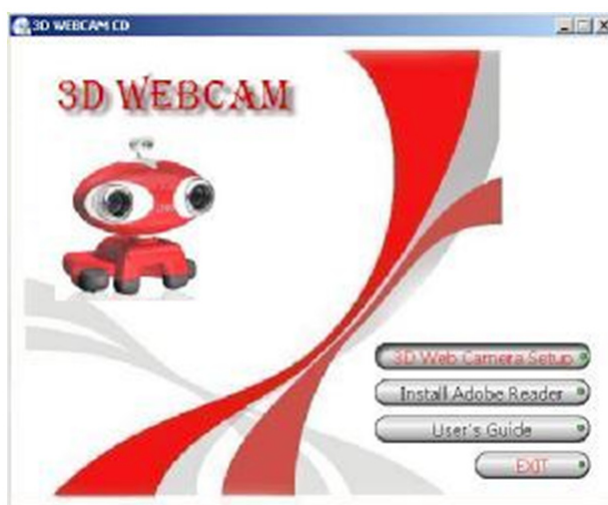 3D WEBCAM CD
3D WEBCAM
3D Web Camera Setup
Install Adobe Reader
User's Guide
EXIT